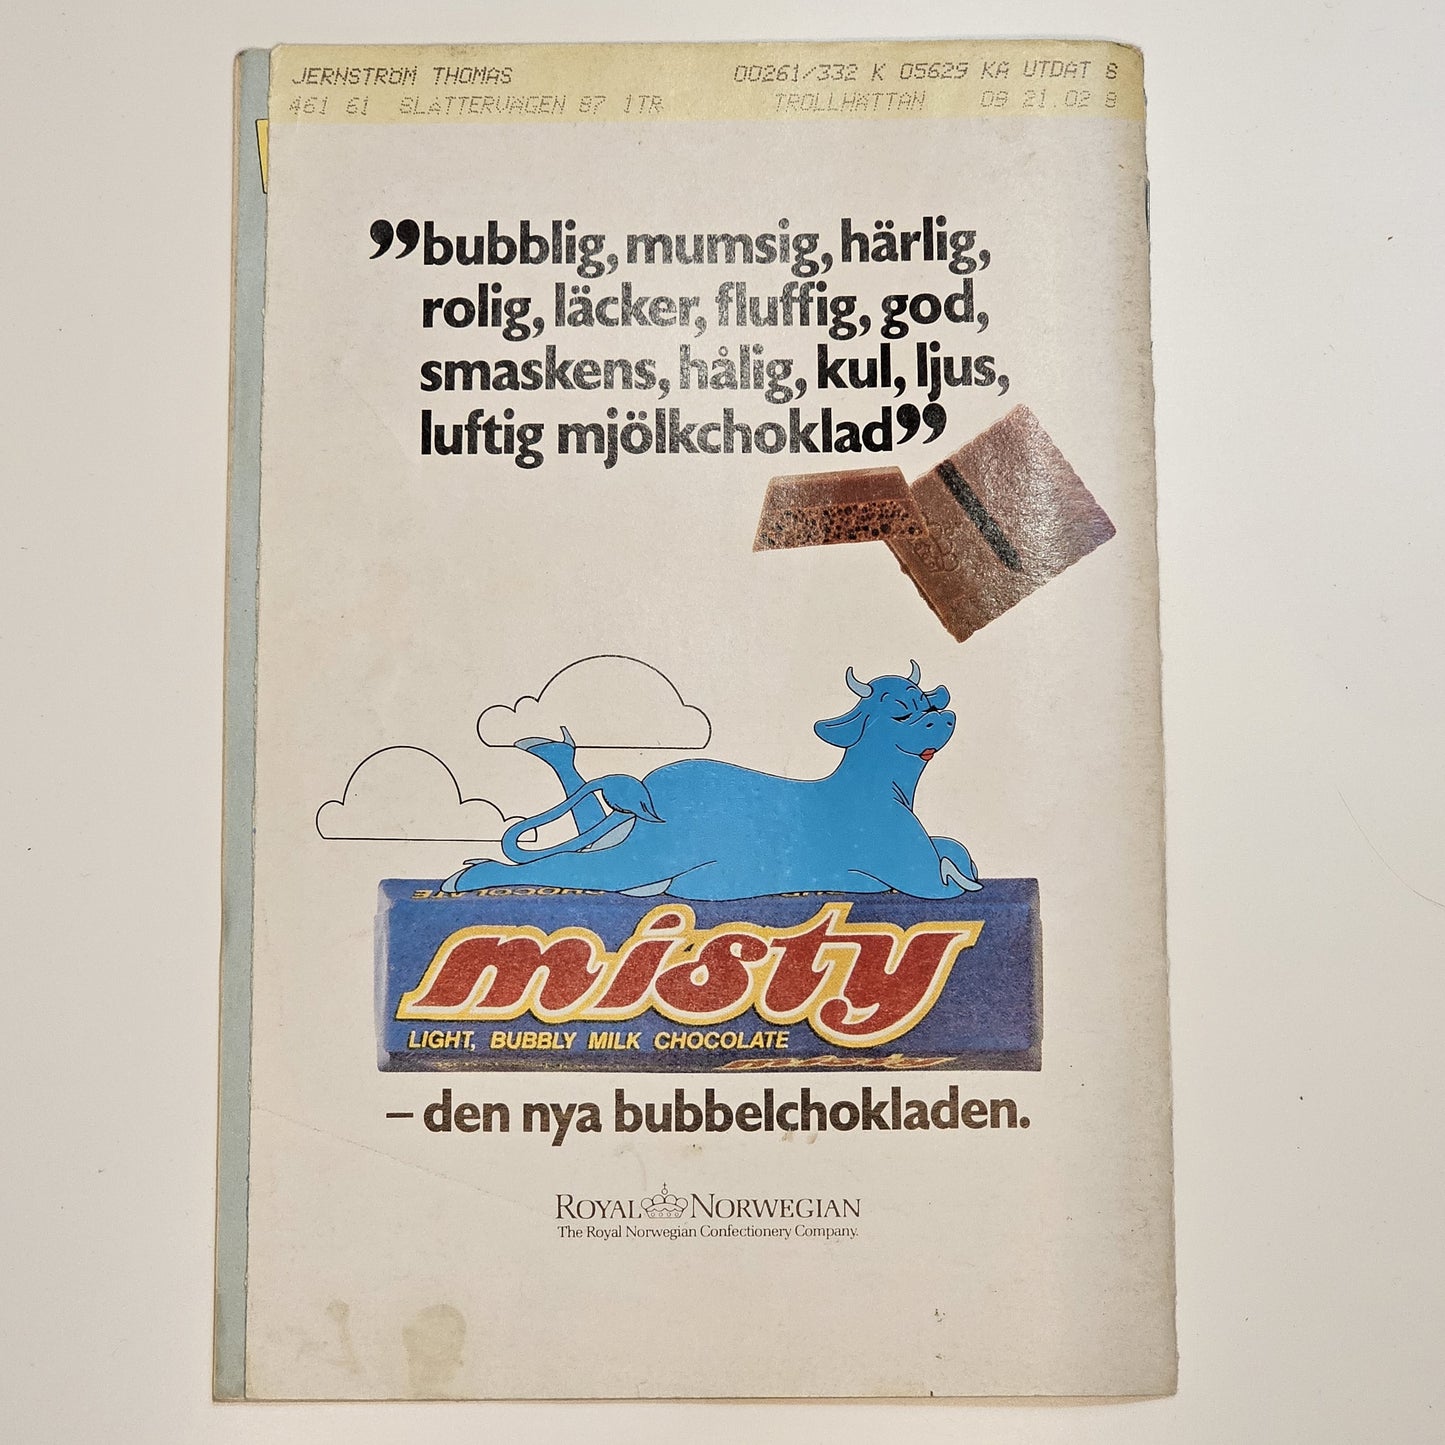 JERNSTRÖM THOMAS 00261/332 K 05629 KA UTDAT 8
461 61 SLÄTTERVÄGEN 87 1TR TROLLHÄTTAN 09 21.02 8
”bubblig, mumsig, härlig,
rolig, läcker, fluffig, god,
smaskens, hålig, kul, ljus,
luftig mjölkchoklad”
misty
LIGHT, BUBBLY MILK CHOCOLATE
misty
– den nya bubbelchokladen.
ROYAL NORWEGIAN
The Royal Norwegian Confectionery Company.